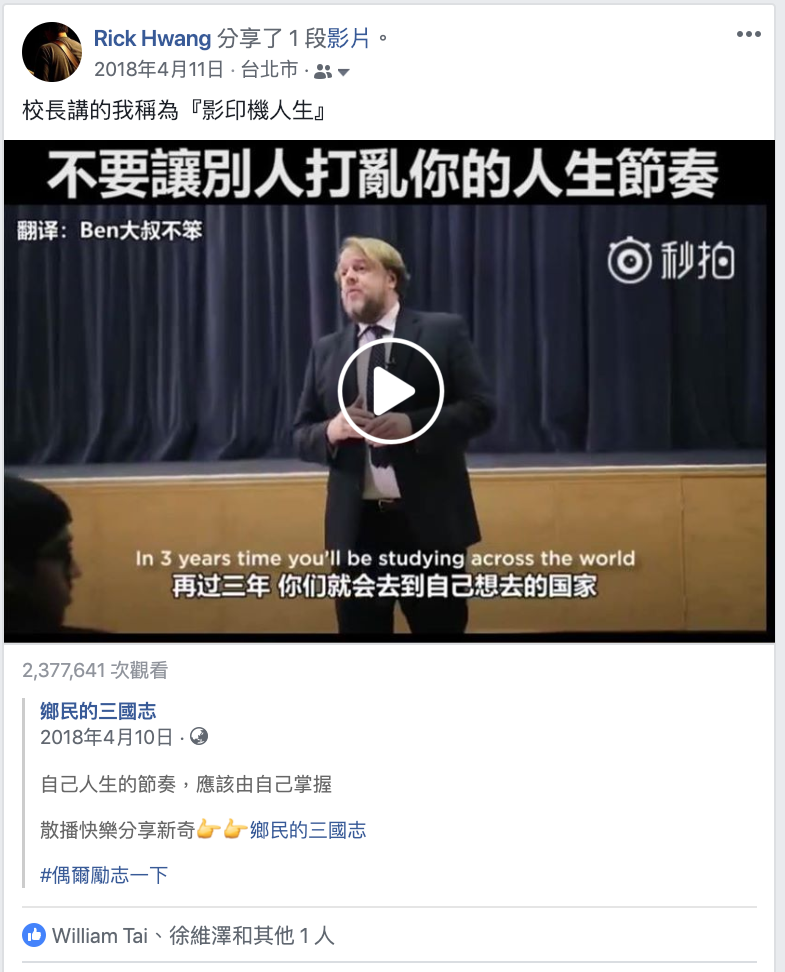 Rick Hwang 分享了 1 段影片。
2018年4月11日 · 台北市 ·
校長講的我稱為『影印機人生』
不要讓別人打亂你的人生節奏
翻译：Ben大叔不笨
秒拍
In 3 years time you'll be studying across the world
再过三年 你们就会去到自己想去的国家
2,377,641 次觀看
鄉民的三國志
2018年4月10日 ·
自己人生的節奏，應該由自己掌握
散播快樂分享新奇👉👉鄉民的三國志
#偶爾勵志一下
William Tai、徐維澤和其他 1 人